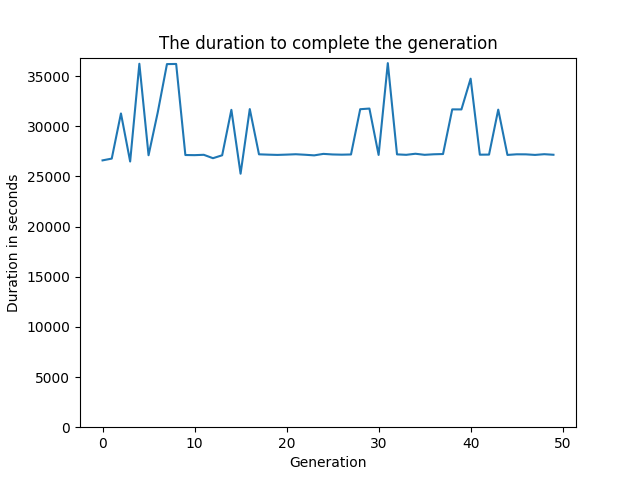 The duration to complete the generation
35000
30000
25000
20000
15000
10000
5000
0
Duration in seconds
0 10 20 30 40 50
Generation